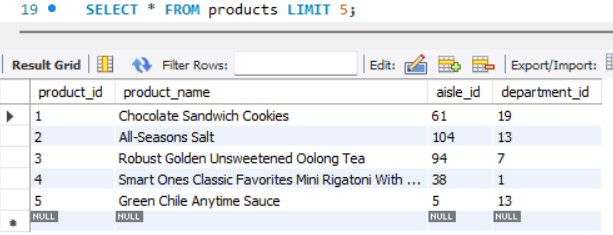 19 SELECT * FROM products LIMIT 5;
Result Grid Filter Rows: Edit: Export/Import:
product_id product_name aisle_id department_id
1 Chocolate Sandwich Cookies 61 19
2 All-Seasons Salt 104 13
3 Robust Golden Unsweetened Oolong Tea 94 7
4 Smart Ones Classic Favorites Mini Rigatoni With ... 38 1
5 Green Chile Anytime Sauce 5 13
NULL NULL NULL NULL